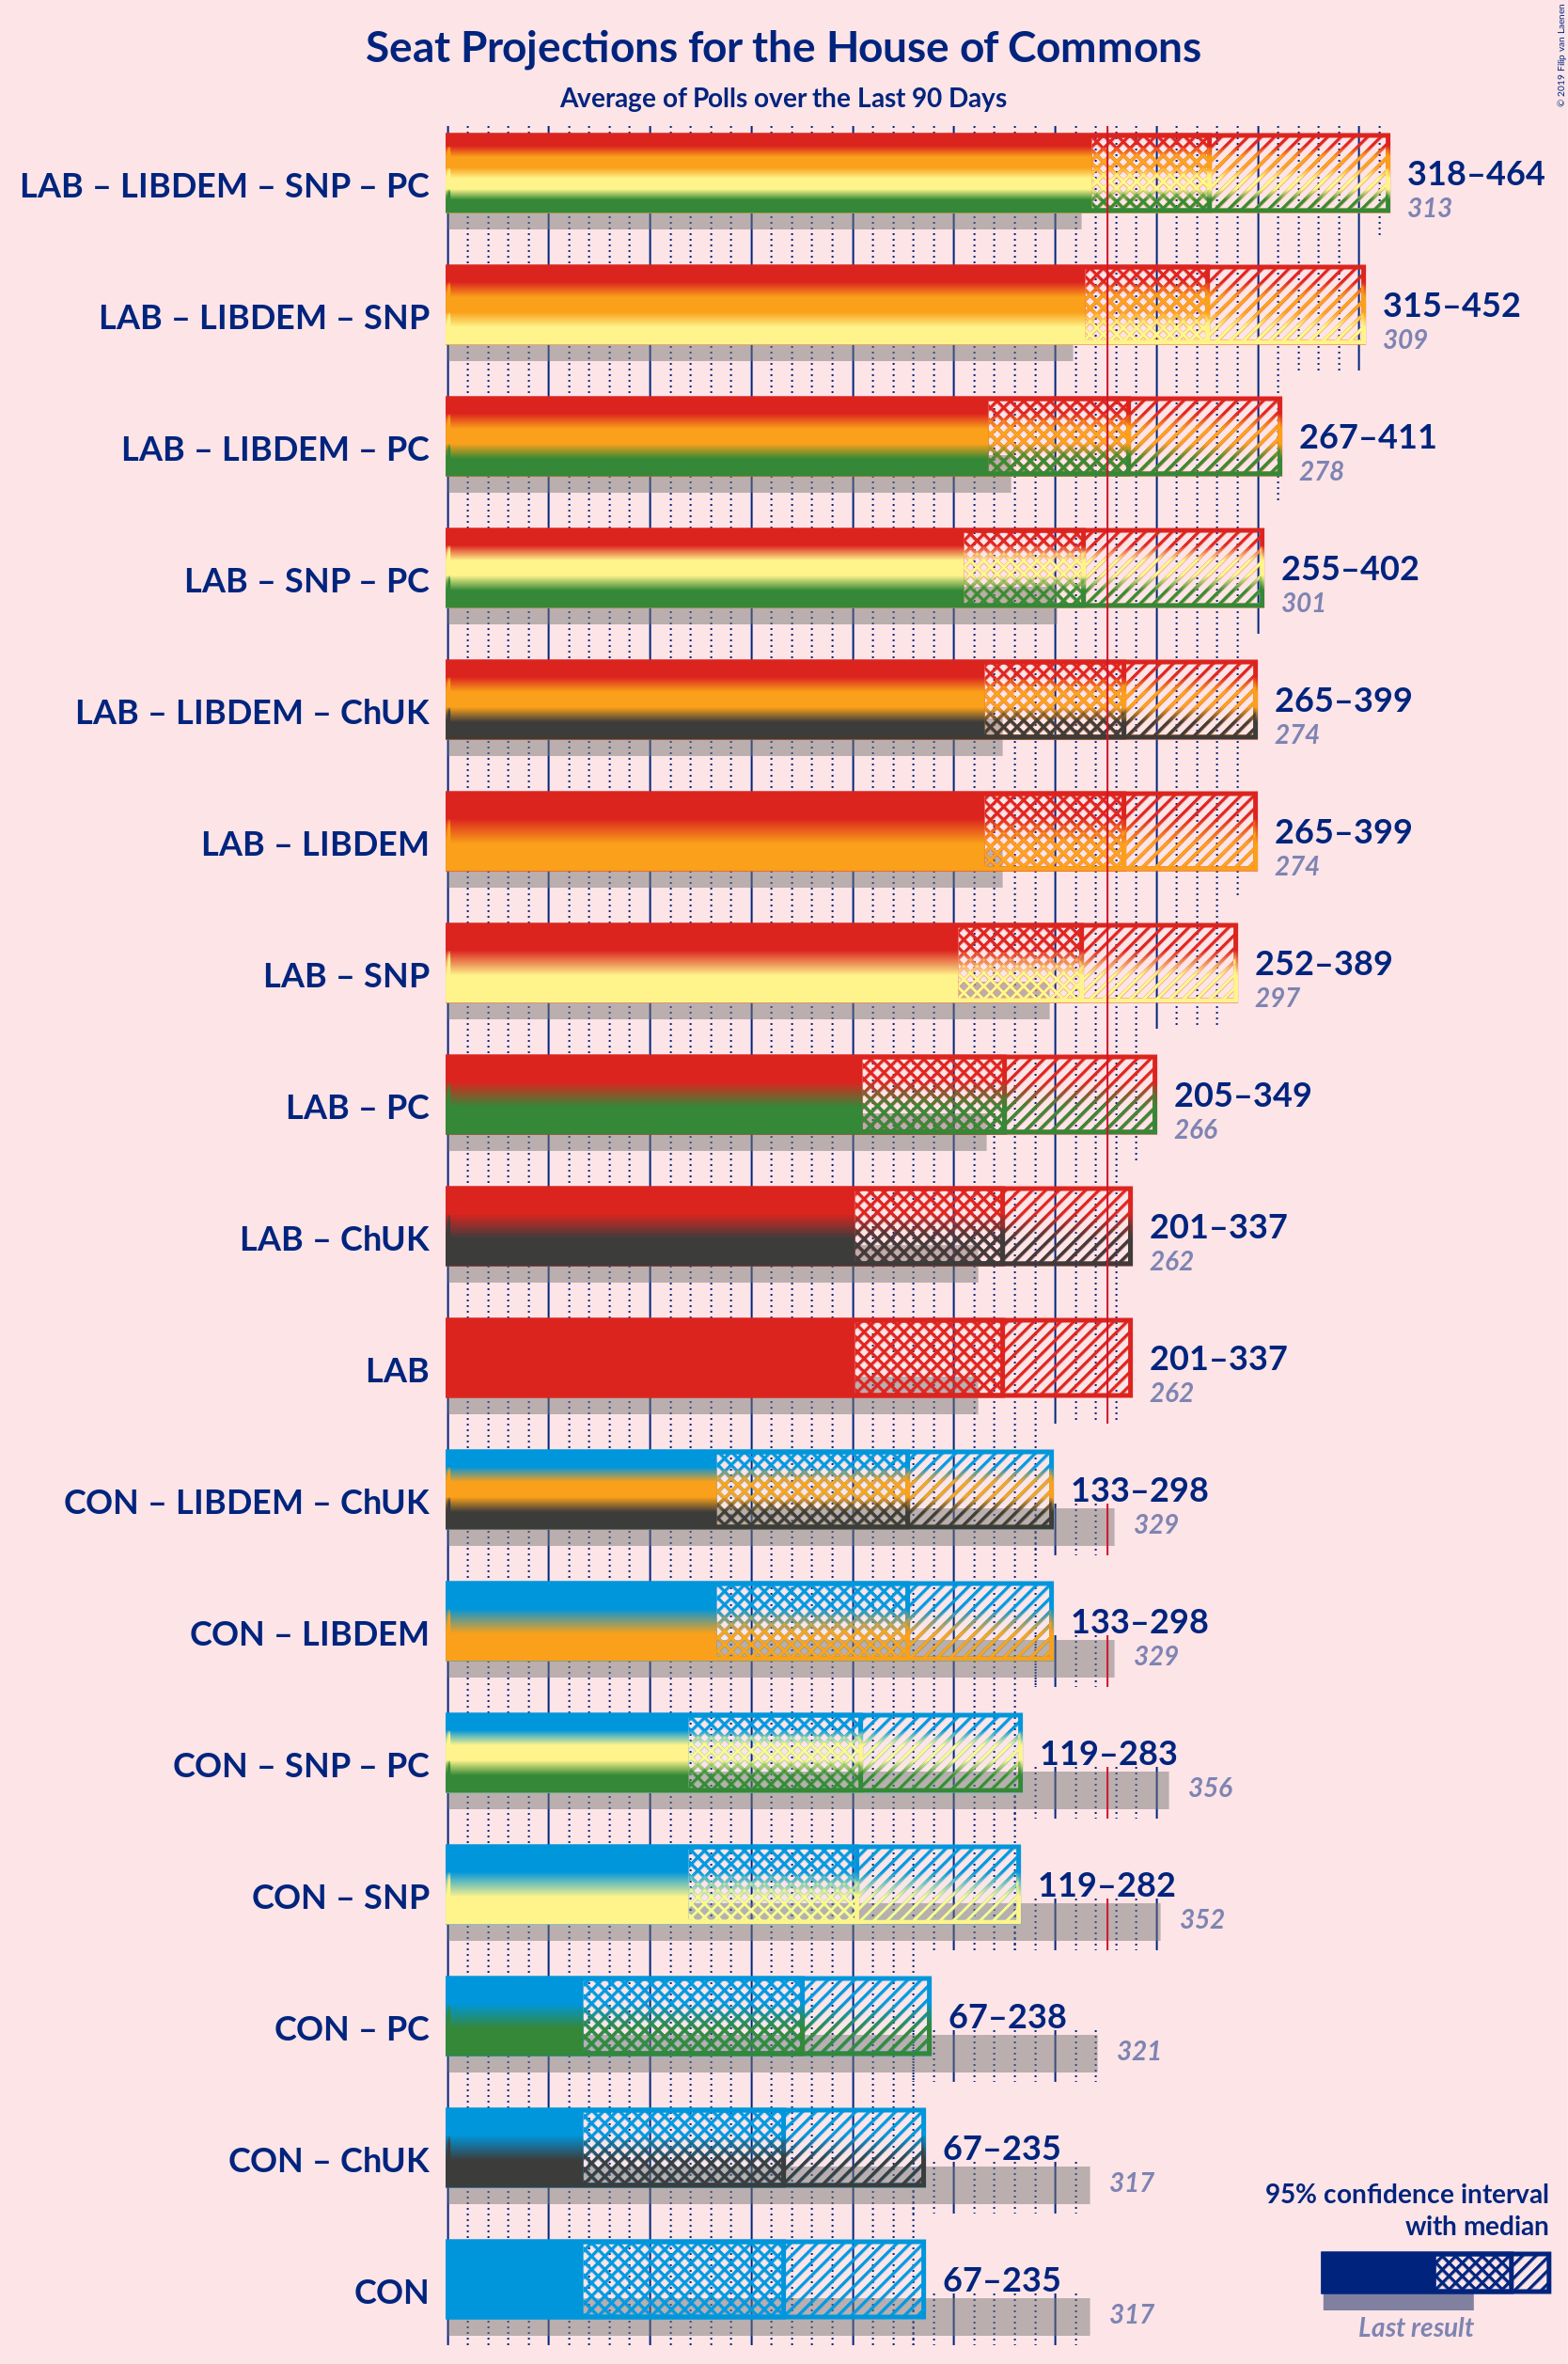 © 2019 Filip van Laenen
Seat Projections for the House of Commons
Average of Polls over the Last 90 Days
LAB – LIBDEM – SNP – PC
318–464
313
LAB – LIBDEM – SNP
315–452
309
LAB – LIBDEM – PC
267–411
278
LAB – SNP – PC
255–402
301
LAB – LIBDEM – ChUK
265–399
274
LAB – LIBDEM
265–399
274
LAB – SNP
252–389
297
LAB – PC
205–349
266
LAB – ChUK
201–337
262
LAB
201–337
262
CON – LIBDEM – ChUK
133–298
329
CON – LIBDEM
133–298
329
CON – SNP – PC
119–283
356
CON – SNP
119–282
352
CON – PC
67–238
321
CON – ChUK
67–235
317
CON
67–235
317
95% confidence interval
with median
Last result